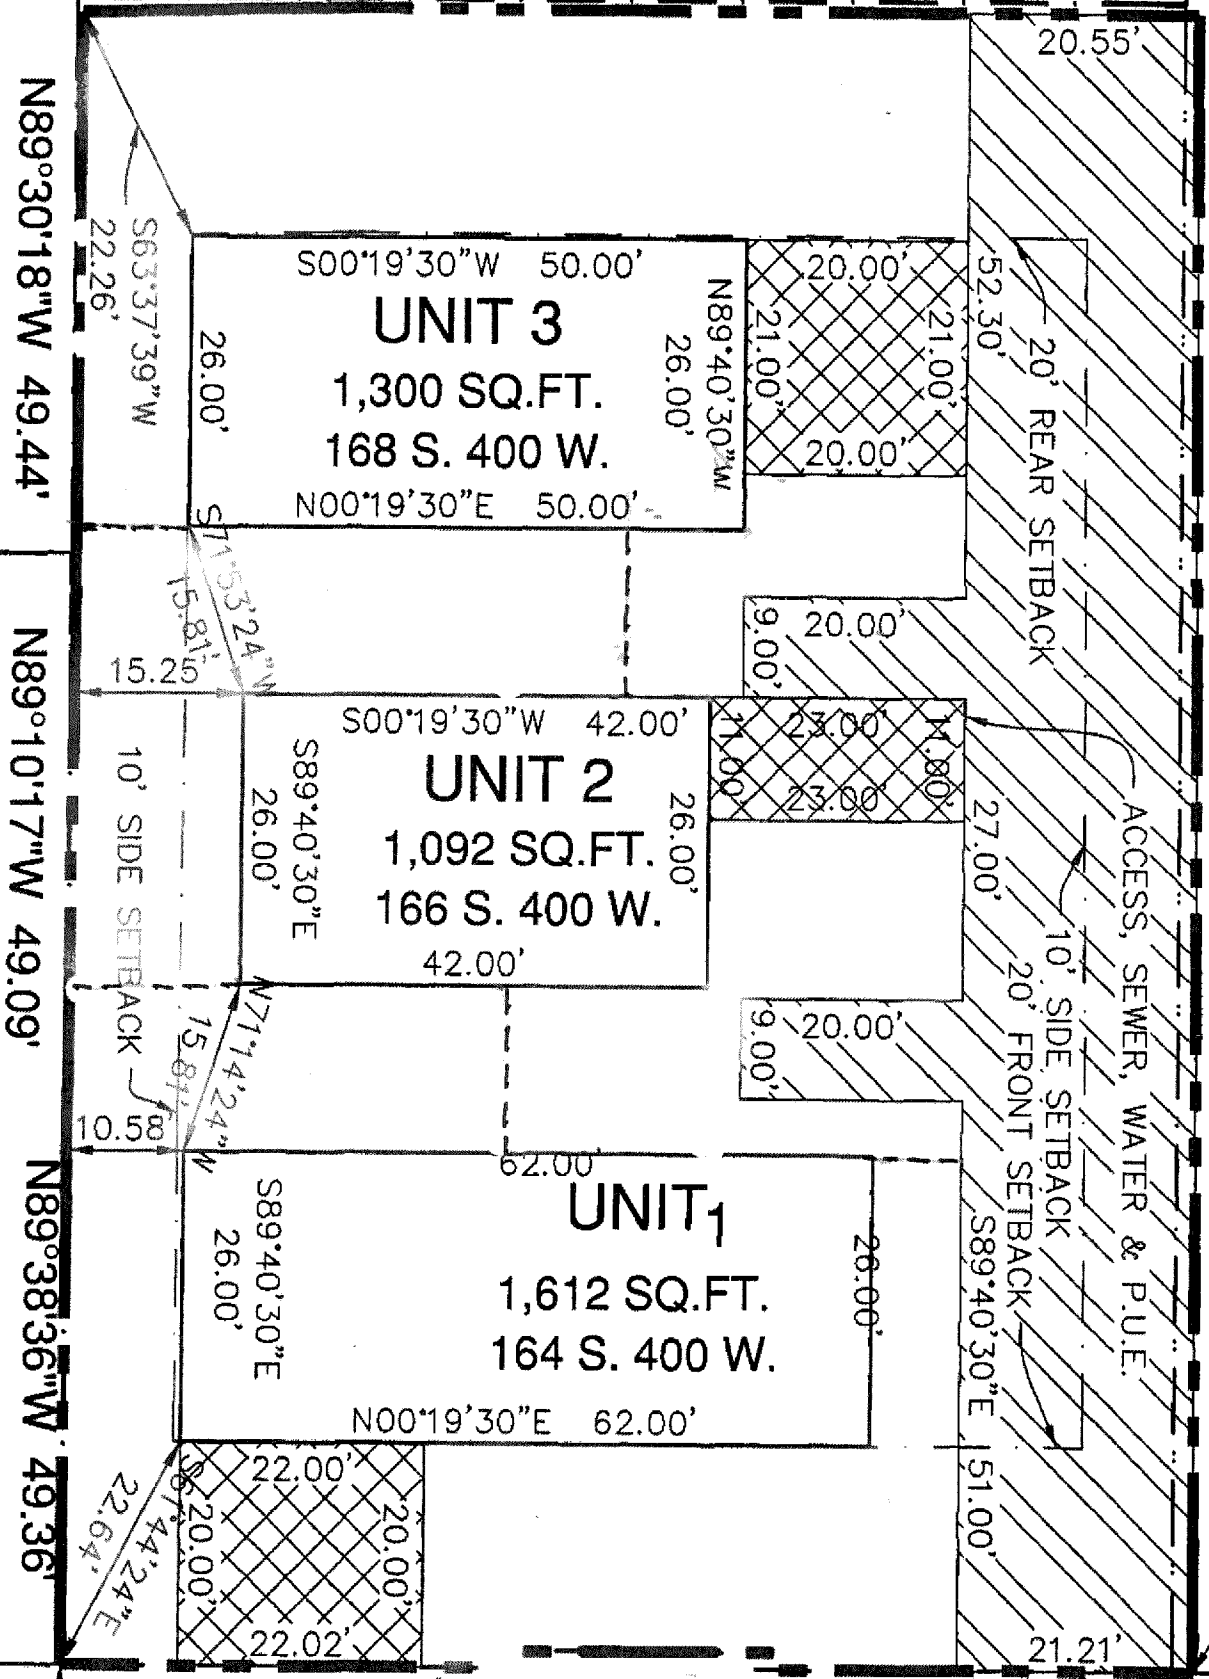 20.55'
N89°30'18"W 49.44'
S63°37'39"W
22.26'
S00°19'30"W 50.00'
UNIT 3
1,300 SQ.FT.
168 S. 400 W.
N00°19'30"E 50.00'
26.00'
26.00'
N89°40'30"W
20.00'
21.00'
21.00'
20.00'
52.30'
20' REAR SETBACK
S71°53'24"W
15.81'
20.00'
9.00'
15.25
N89°10'17"W 49.09'
10' SIDE SETBACK
S00°19'30"W 42.00'
UNIT 2
1,092 SQ.FT.
166 S. 400 W.
42.00'
S89°40'30"E
26.00'
26.00'
23.00'
11.00'
11.00'
23.00'
27.00'
ACCESS, SEWER, WATER & P.U.E.
10' SIDE SETBACK
20' FRONT SETBACK
N71°14'24"W
15.81'
20.00'
9.00'
10.58
N89°38'36"W 49.36'
62.00'
UNIT 1
1,612 SQ.FT.
164 S. 400 W.
N00°19'30"E 62.00'
S89°40'30"E
26.00'
26.00'
S89°40'30"E 151.00'
22.00'
20.00'
20.00'
22.02'
S61°44'24"E
22.64'
21.21'